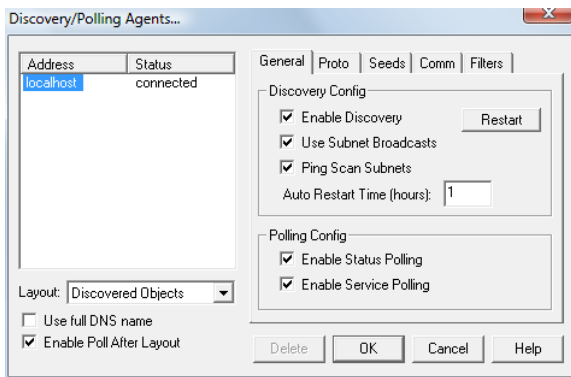 Discovery/Polling Agents...
Address Status
localhost connected
Layout: Discovered Objects
Use full DNS name
Enable Poll After Layout
General Proto Seeds Comm Filters
Discovery Config
Enable Discovery Restart
Use Subnet Broadcasts
Ping Scan Subnets
Auto Restart Time (hours): 1
Polling Config
Enable Status Polling
Enable Service Polling
Delete OK Cancel Help